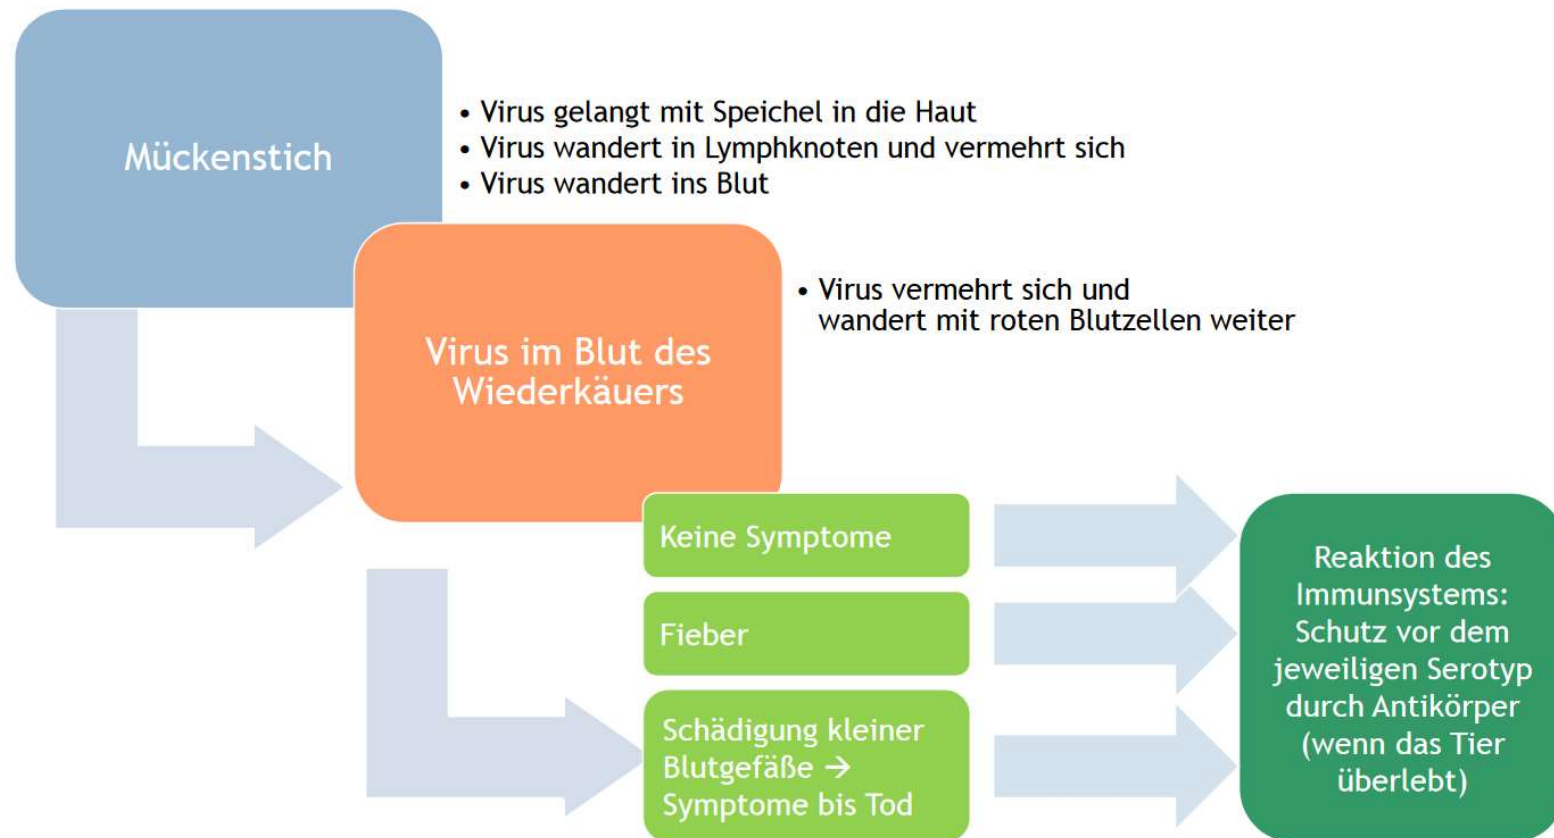 Mückenstich
• Virus gelangt mit Speichel in die Haut
• Virus wandert in Lymphknoten und vermehrt sich
• Virus wandert ins Blut
Virus im Blut des
Wiederkäuers
• Virus vermehrt sich und
wandert mit roten Blutzellen weiter
Keine Symptome
Fieber
Schädigung kleiner
Blutgefäße →
Symptome bis Tod
Reaktion des
Immunsystems:
Schutz vor dem
jeweiligen Serotyp
durch Antikörper
(wenn das Tier
überlebt)